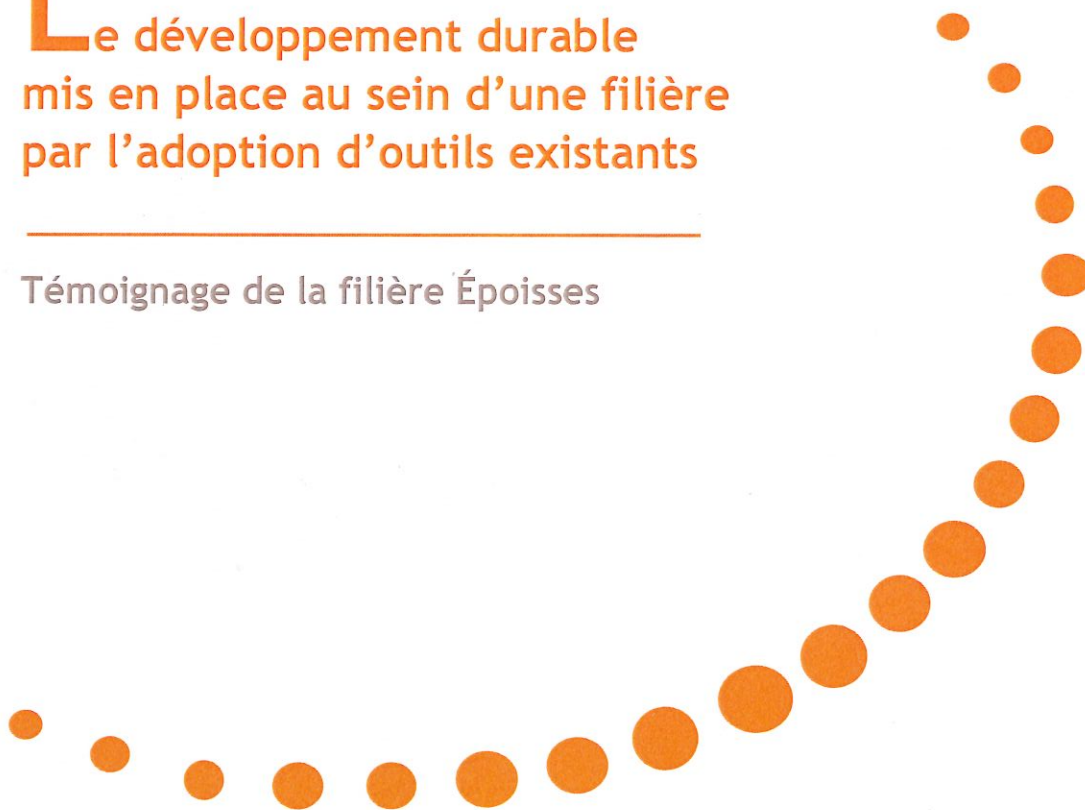 Le développement durable
mis en place au sein d'une filière
par l'adoption d'outils existants
Témoignage de la filière Époisses